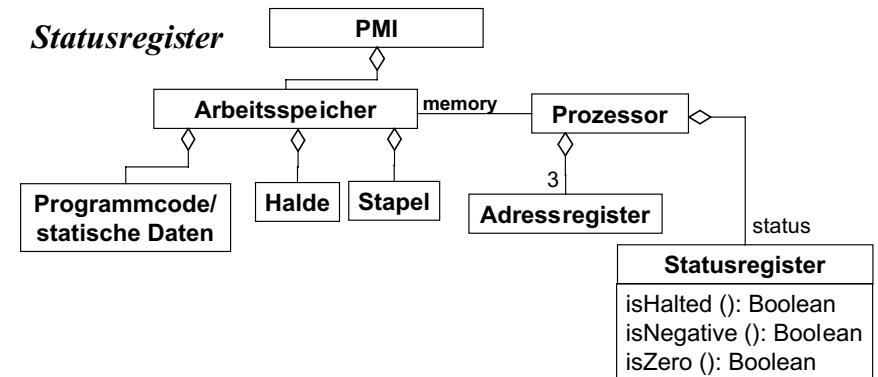 Statusregister
PMI
Arbeitsspeicher
memory
Prozessor
Programmcode/
statische Daten
Halde
Stapel
3
Adressregister
status
Statusregister
isHalted (): Boolean
isNegative (): Boolean
isZero (): Boolean